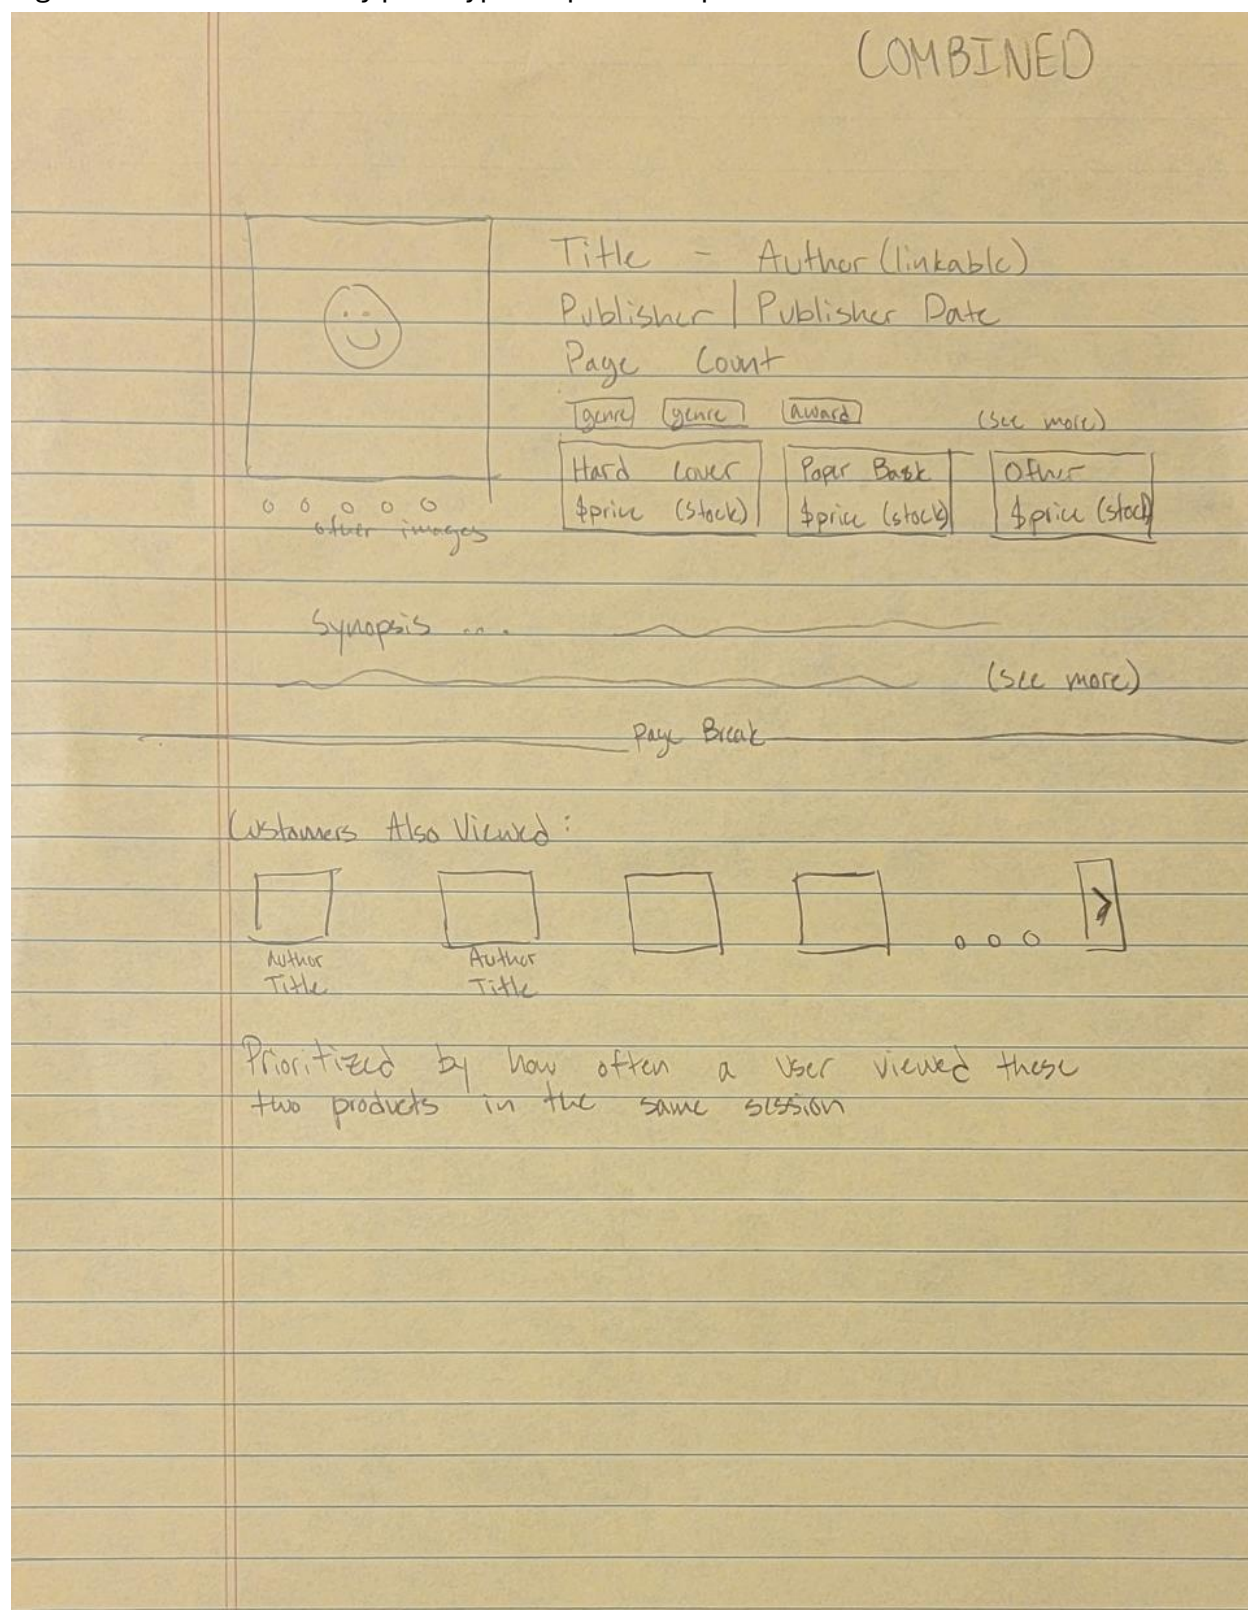 COMBINED
Title - Author (linkable)
Publisher | Publisher Date
Page Count
genre genre award (see more)
Hard Cover Paper Back Other
$price (stock) $price (stock) $price (stock)
other images
Synopsis ...
(see more)
Page Break
Customers Also Viewed:
>
Author Author
Title Title
Prioritized by how often a user viewed these
two products in the same session